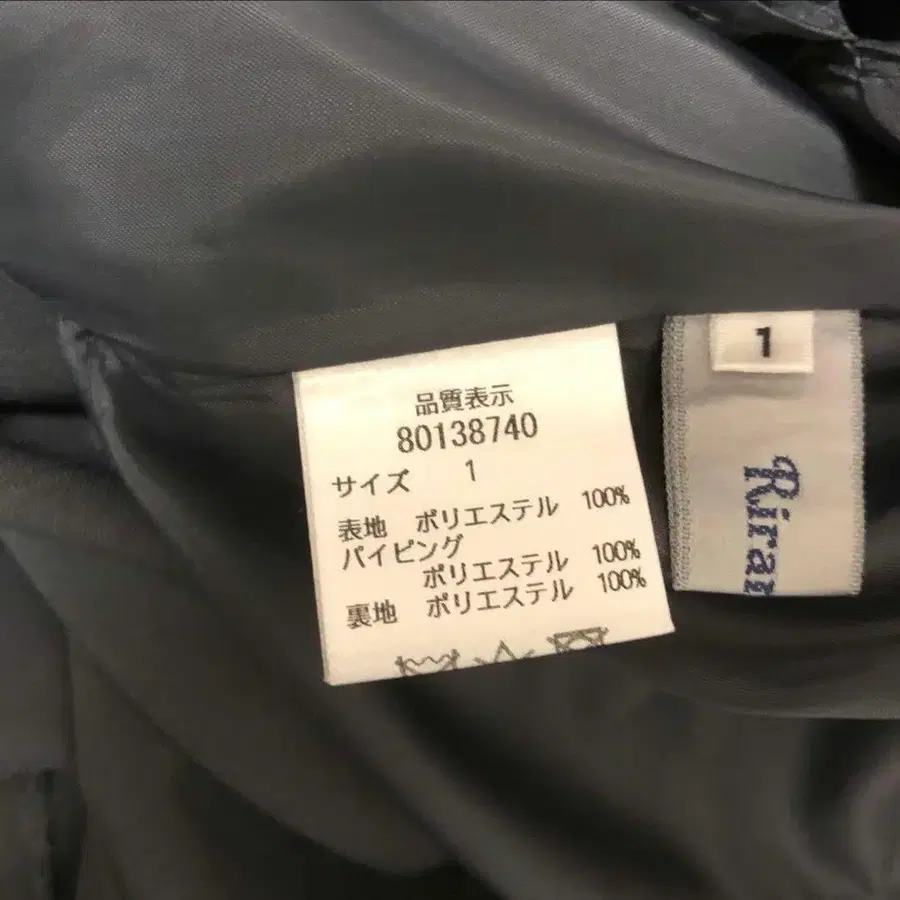 品質表示
80138740
サイズ 1
表地 ポリエステル 100%
パイピング
ポリエステル 100%
裏地 ポリエステル 100%
1